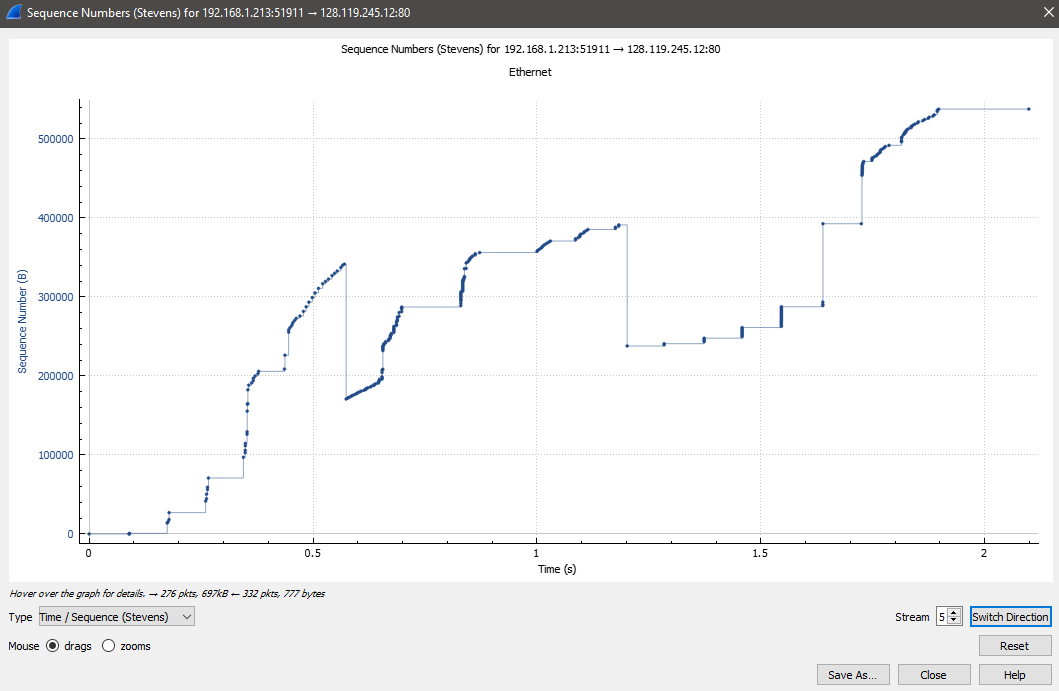 Sequence Numbers (Stevens) for 192.168.1.213:51911 → 128.119.245.12:80
Sequence Numbers (Stevens) for 192.168.1.213:51911 → 128.119.245.12:80
Ethernet
500000
400000
300000
200000
100000
0
Sequence Number (B)
0 0.5 1 1.5 2
Time (s)
Hover over the graph for details. → 276 pkts, 697kB ← 332 pkts, 777 bytes
Type Time / Sequence (Stevens) Stream 5 Switch Direction
Mouse drags zooms Reset
Save As... Close Help